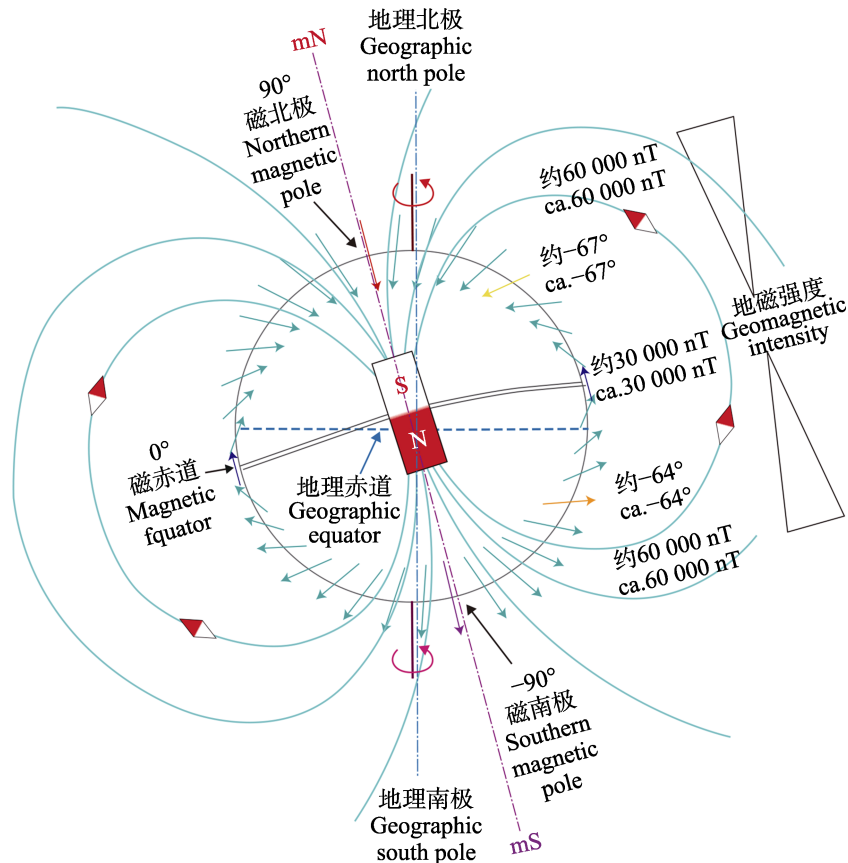 mN
地理北极
Geographic
north pole
90°
磁北极
Northern
magnetic
pole
约60 000 nT
ca.60 000 nT
约−67°
ca.−67°
地磁强度
Geomagnetic
intensity
约30 000 nT
ca.30 000 nT
S
N
0°
磁赤道
Magnetic
fquator
地理赤道
Geographic
equator
约−64°
ca.−64°
约60 000 nT
ca.60 000 nT
−90°
磁南极
Southern
magnetic
pole
地理南极
Geographic
south pole
mS